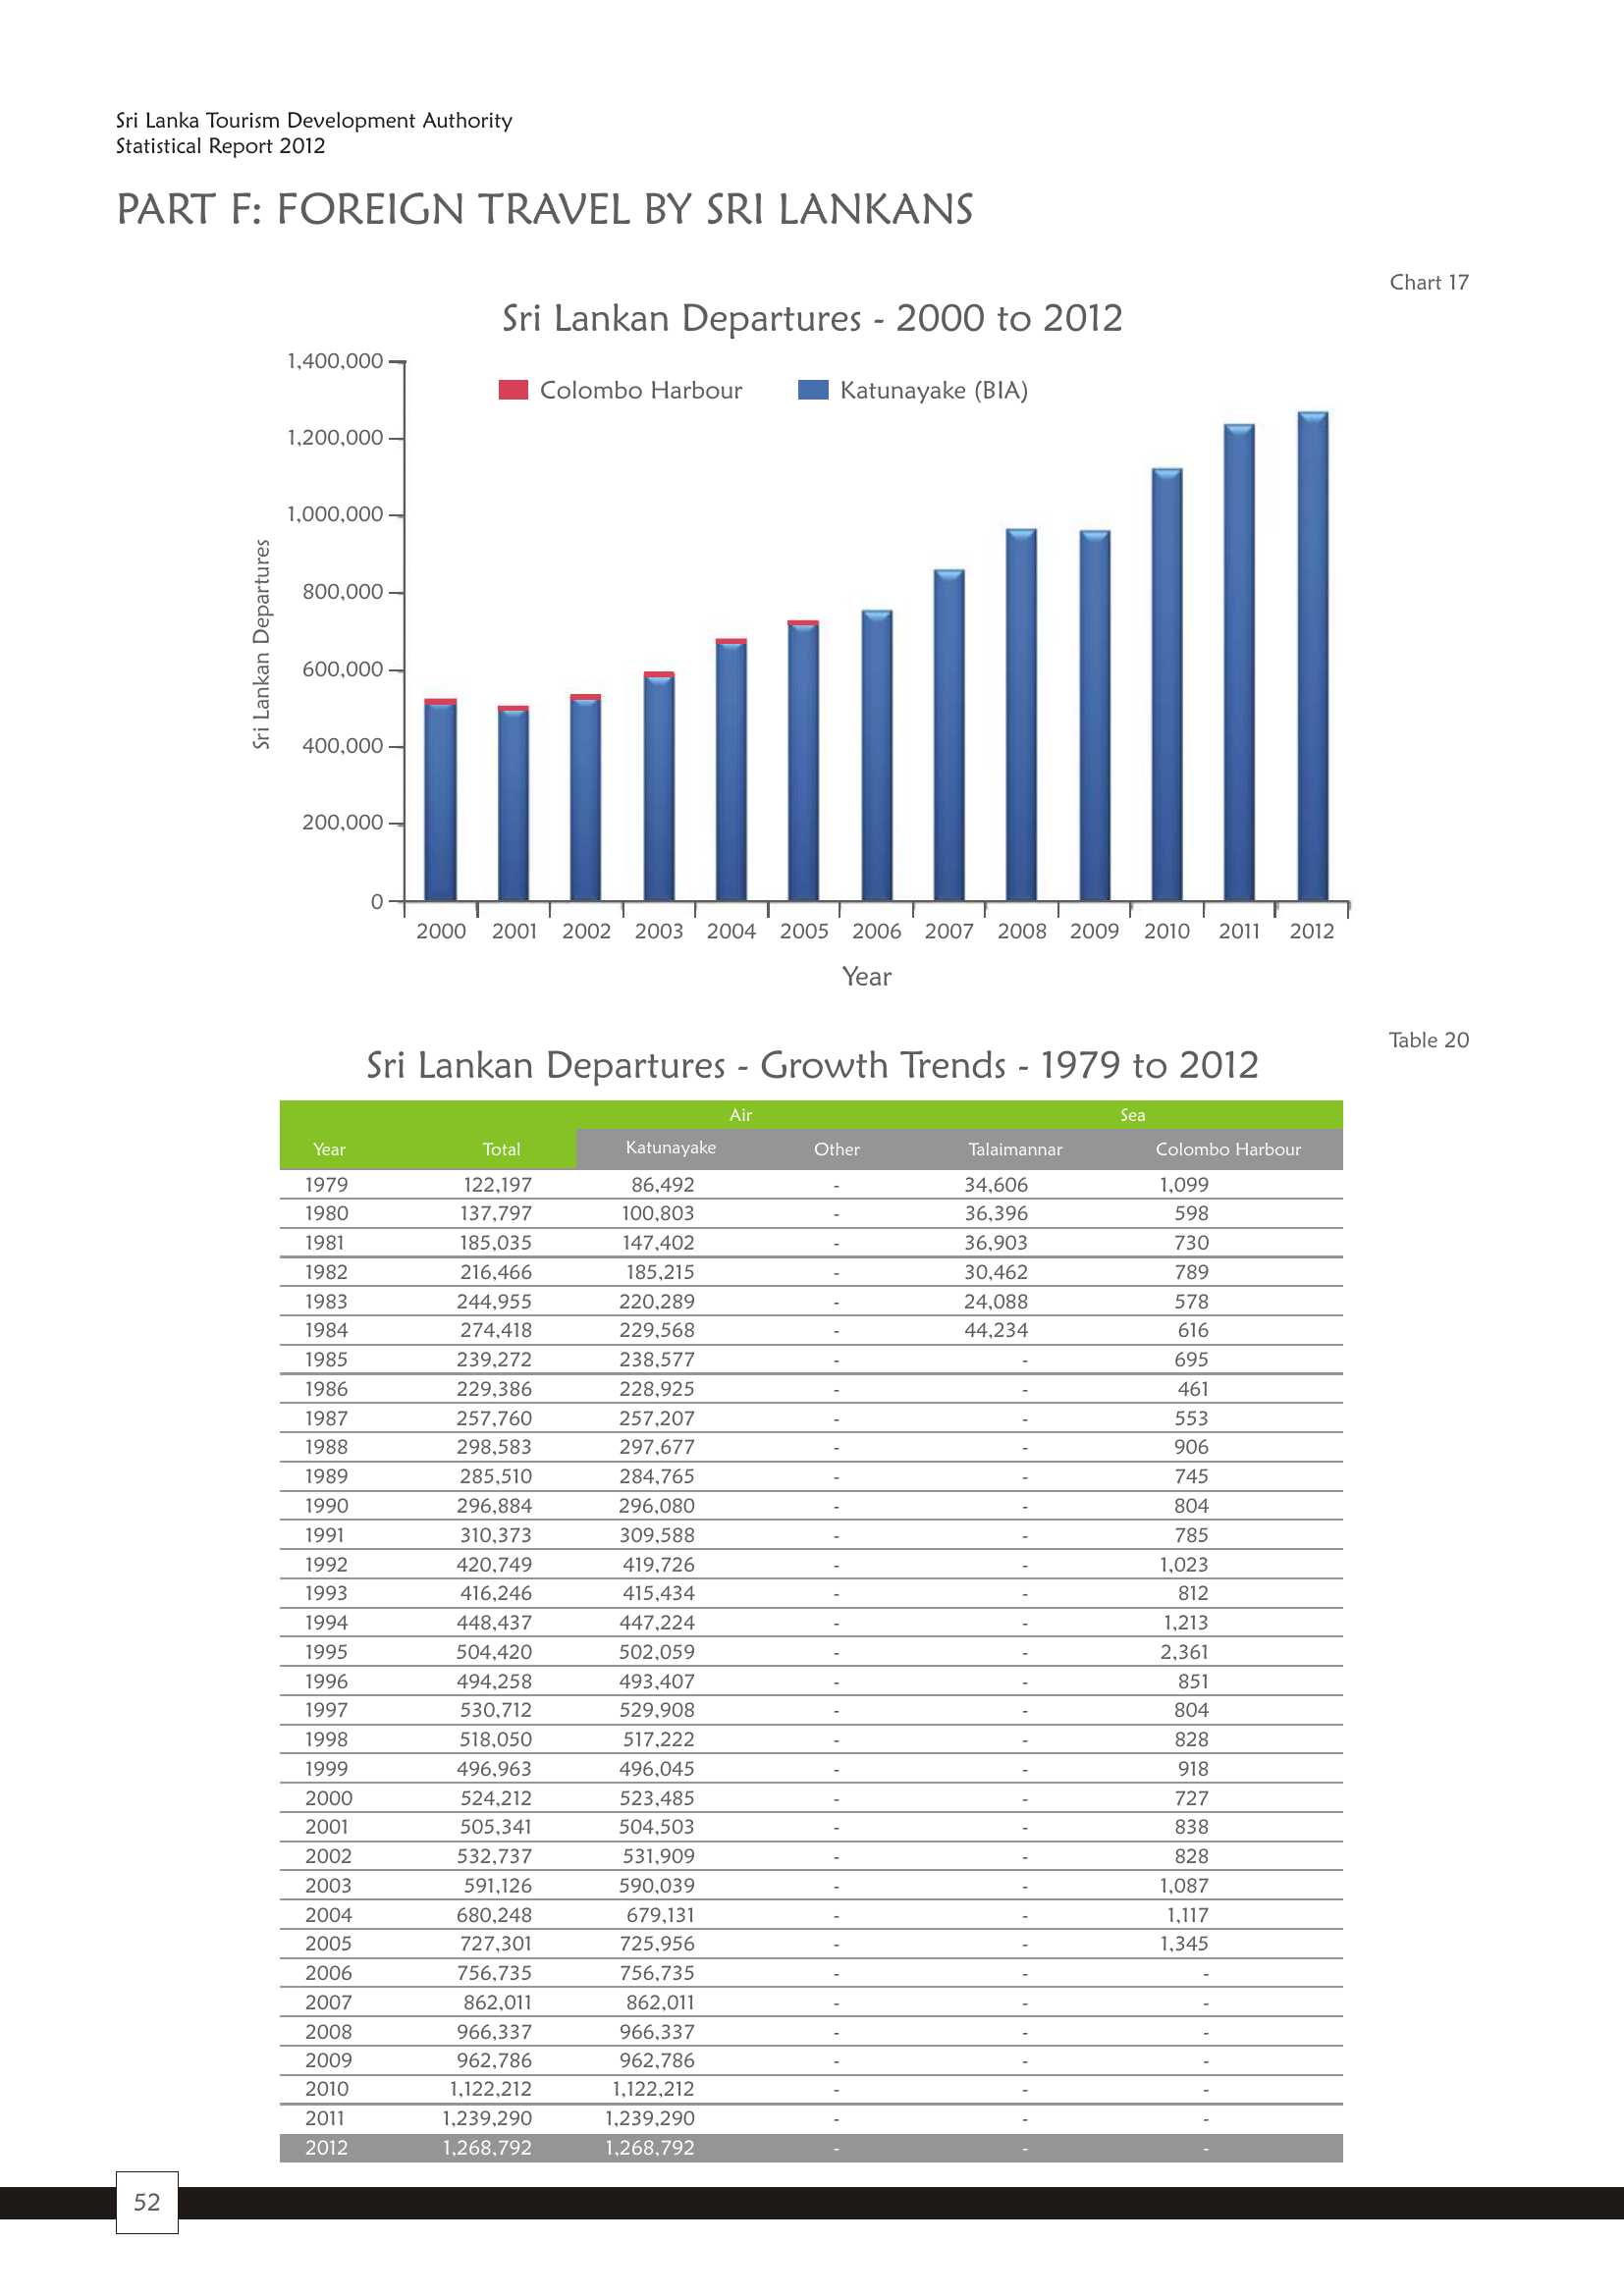 Sri Lanka Tourism Development Authority
Statistical Report 2012
PART F: FOREIGN TRAVEL BY SRI LANKANS
Chart 17
Sri Lankan Departures - 2000 to 2012
Colombo Harbour Katunayake (BIA)
Sri Lankan Departures
1,400,000
1,200,000
1,000,000
800,000
600,000
400,000
200,000
0
2000 2001 2002 2003 2004 2005 2006 2007 2008 2009 2010 2011 2012
Year
Table 20
Sri Lankan Departures - Growth Trends - 1979 to 2012
Air Sea
Year Total Katunayake Other Talaimannar Colombo Harbour
1979 122,197 86,492 - 34,606 1,099
1980 137,797 100,803 - 36,396 598
1981 185,035 147,402 - 36,903 730
1982 216,466 185,215 - 30,462 789
1983 244,955 220,289 - 24,088 578
1984 274,418 229,568 - 44,234 616
1985 239,272 238,577 - - 695
1986 229,386 228,925 - - 461
1987 257,760 257,207 - - 553
1988 298,583 297,677 - - 906
1989 285,510 284,765 - - 745
1990 296,884 296,080 - - 804
1991 310,373 309,588 - - 785
1992 420,749 419,726 - - 1,023
1993 416,246 415,434 - - 812
1994 448,437 447,224 - - 1,213
1995 504,420 502,059 - - 2,361
1996 494,258 493,407 - - 851
1997 530,712 529,908 - - 804
1998 518,050 517,222 - - 828
1999 496,963 496,045 - - 918
2000 524,212 523,485 - - 727
2001 505,341 504,503 - - 838
2002 532,737 531,909 - - 828
2003 591,126 590,039 - - 1,087
2004 680,248 679,131 - - 1,117
2005 727,301 725,956 - - 1,345
2006 756,735 756,735 - - -
2007 862,011 862,011 - - -
2008 966,337 966,337 - - -
2009 962,786 962,786 - - -
2010 1,122,212 1,122,212 - - -
2011 1,239,290 1,239,290 - - -
2012 1,268,792 1,268,792 - - -
52